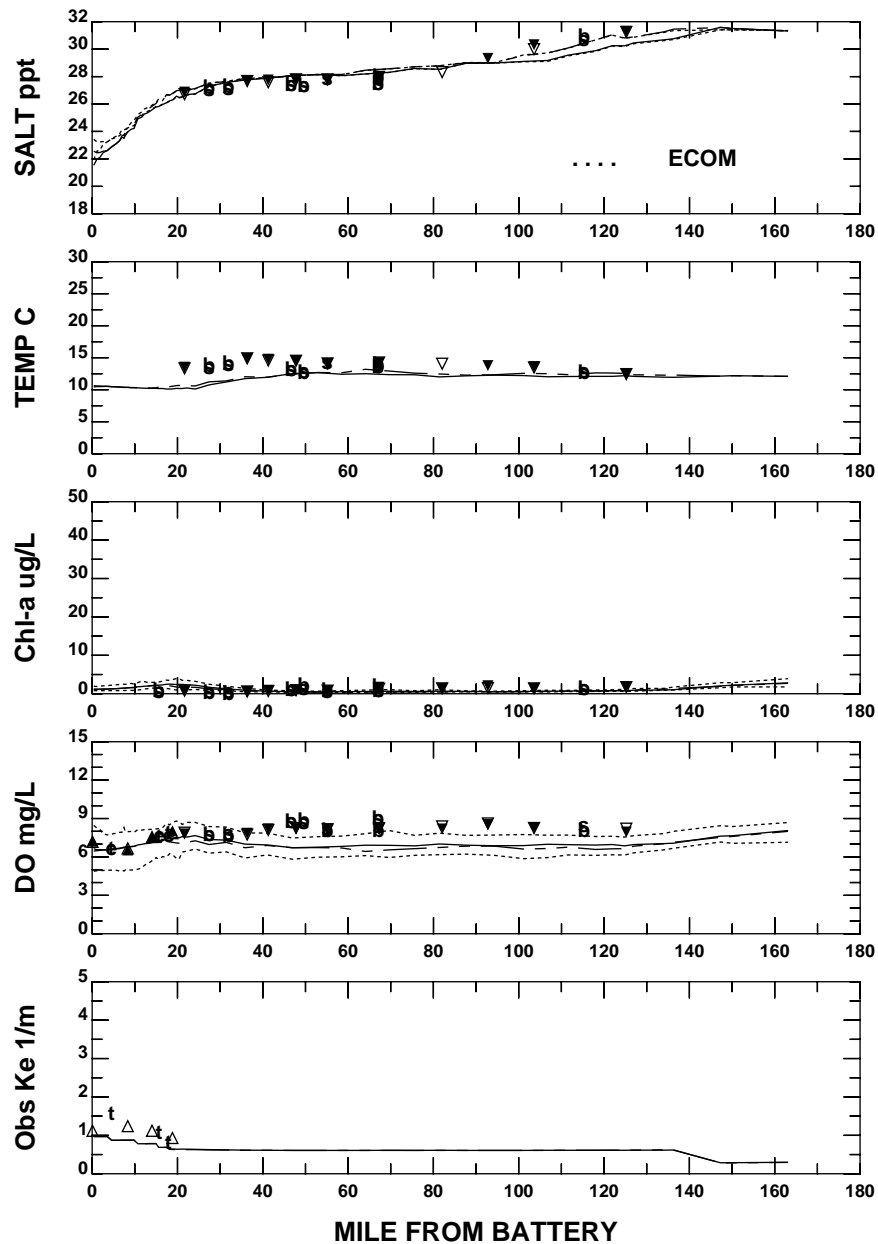 32
30
28
26
24
22
20
18
SALT ppt
b b b b s b b
. . . . ECOM
0 20 40 60 80 100 120 140 160 180
30
25
20
15
10
5
0
TEMP C
0 20 40 60 80 100 120 140 160 180
50
40
30
20
10
0
Chl-a ug/L
0 20 40 60 80 100 120 140 160 180
15
12
9
6
3
0
DO mg/L
0 20 40 60 80 100 120 140 160 180
5
4
3
2
1
0
Obs Ke 1/m
t t t
0 20 40 60 80 100 120 140 160 180
MILE FROM BATTERY